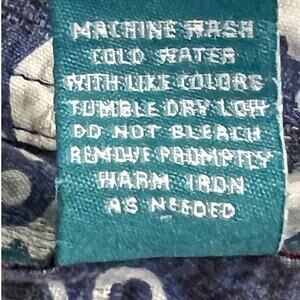 MACHINE WASH
COLD WATER
WITH LIKE COLORS
TUMBLE DRY LOW
DO NOT BLEACH
REMOVE PROMPTLY
WARM IRON
AS NEEDED